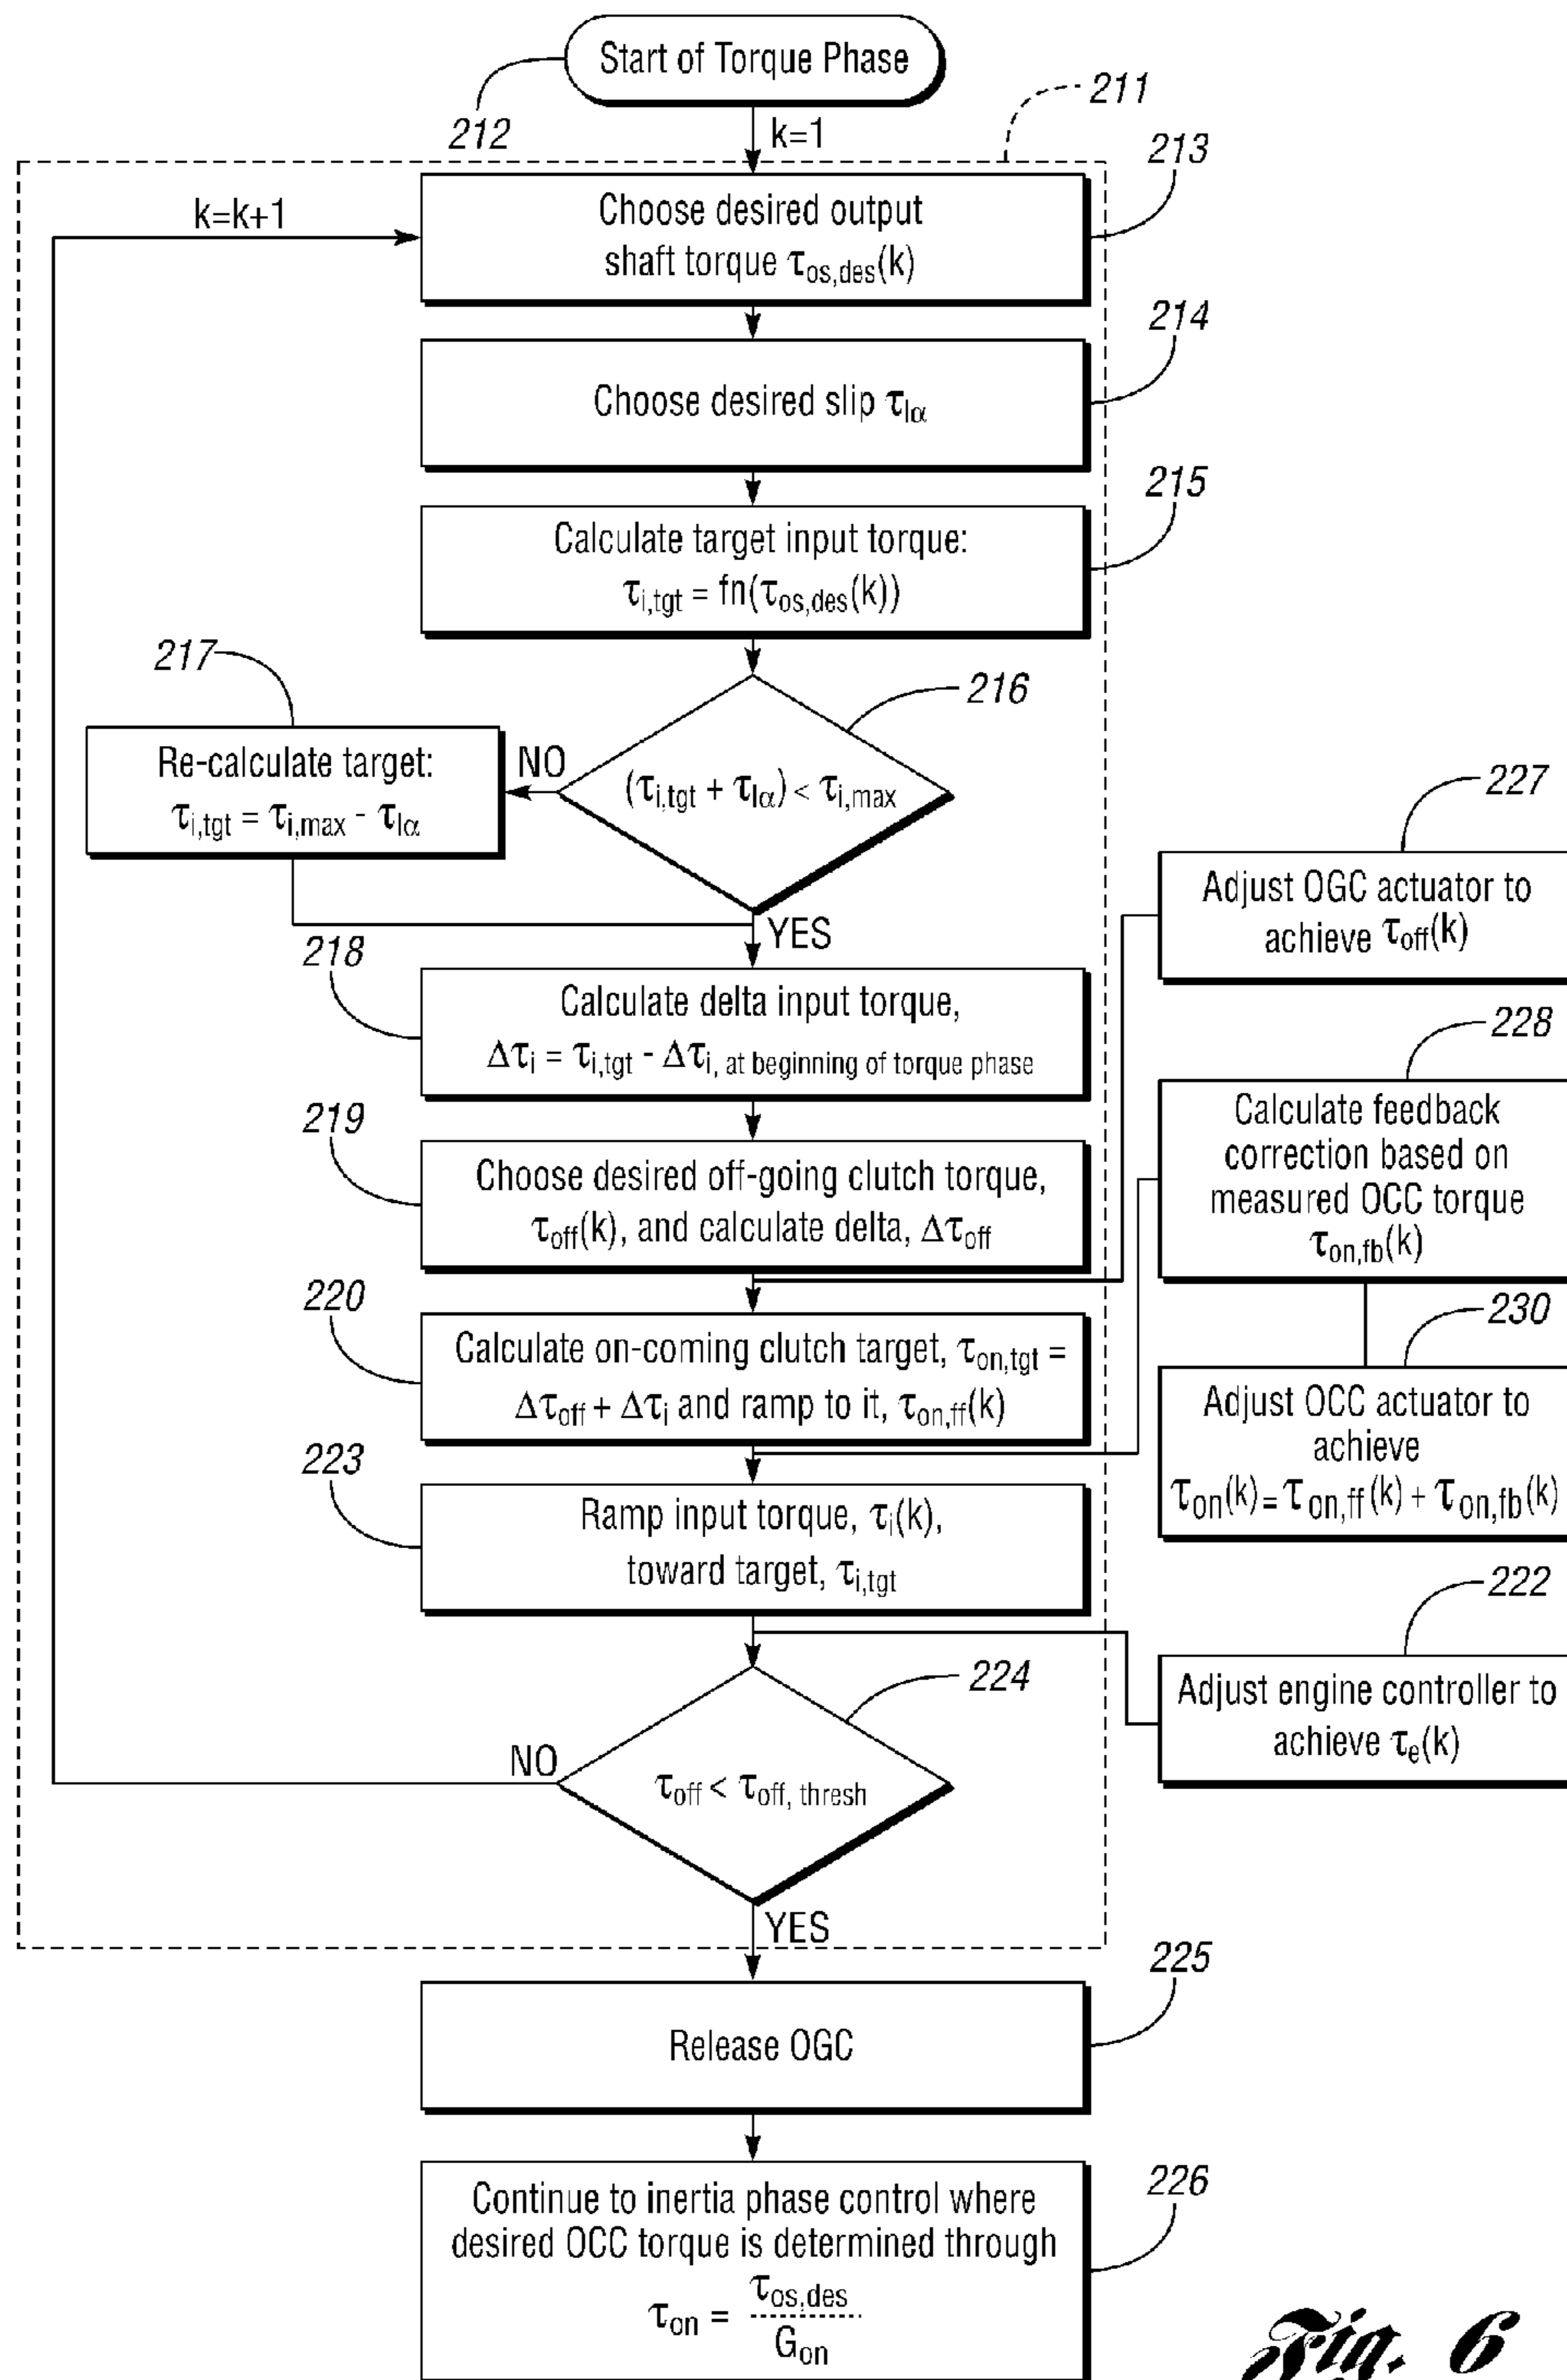 Start of Torque Phase
212
k=1
211
213
k=k+1
Choose desired output
shaft torque τos,des(k)
214
Choose desired slip τIα
215
Calculate target input torque:
τi,tgt = fn(τos,des(k))
217
216
Re-calculate target:
τi,tgt = τi,max - τIα
NO
(τi,tgt + τIα) < τi,max
YES
227
Adjust OGC actuator to
achieve τoff(k)
218
Calculate delta input torque,
Δτi = τi,tgt - Δτi, at beginning of torque phase
228
Calculate feedback
correction based on
measured OCC torque
τon,fb(k)
219
Choose desired off-going clutch torque,
τoff(k), and calculate delta, Δτoff
220
Calculate on-coming clutch target, τon,tgt =
Δτoff + Δτi and ramp to it, τon,ff(k)
230
Adjust OCC actuator to
achieve
τon(k) = τon,ff (k) + τon,fb(k)
223
Ramp input torque, τi(k),
toward target, τi,tgt
222
Adjust engine controller to
achieve τe(k)
224
NO
τoff < τoff, thresh
YES
225
Release OGC
226
Continue to inertia phase control where
desired OCC torque is determined through
τon = τos,des
Gon
Fig. 6